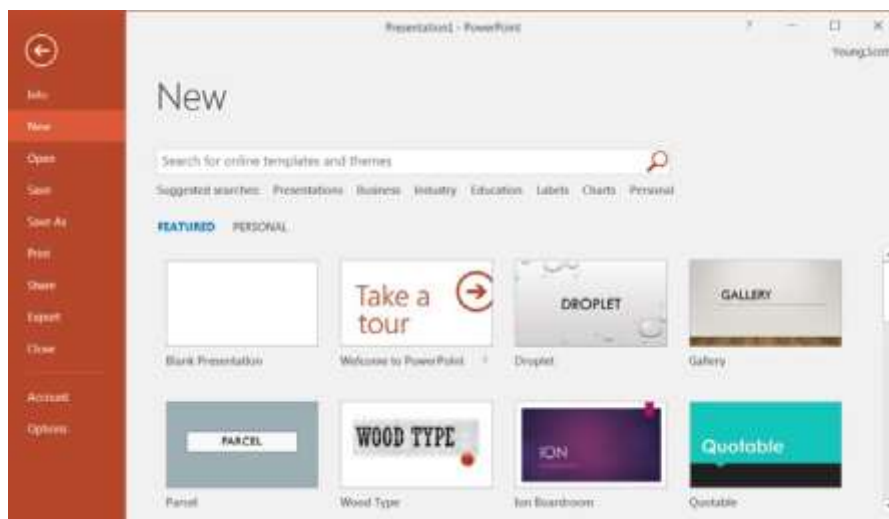 Presentation1 - PowerPoint
? 
Young,Scott
Info
New
Open
Save
Save As
Print
Share
Export
Close
Account
Options
New
Search for online templates and themes
Suggested searches: Presentations Business Industry Education Labels Charts Personal
FEATURED PERSONAL
Take a
tour
DROPLET
GALLERY
Blank Presentation Welcome to PowerPoint Droplet Gallery
PARCEL
WOOD TYPE
ION
Quotable
Parcel Wood Type Ion Boardroom Quotable